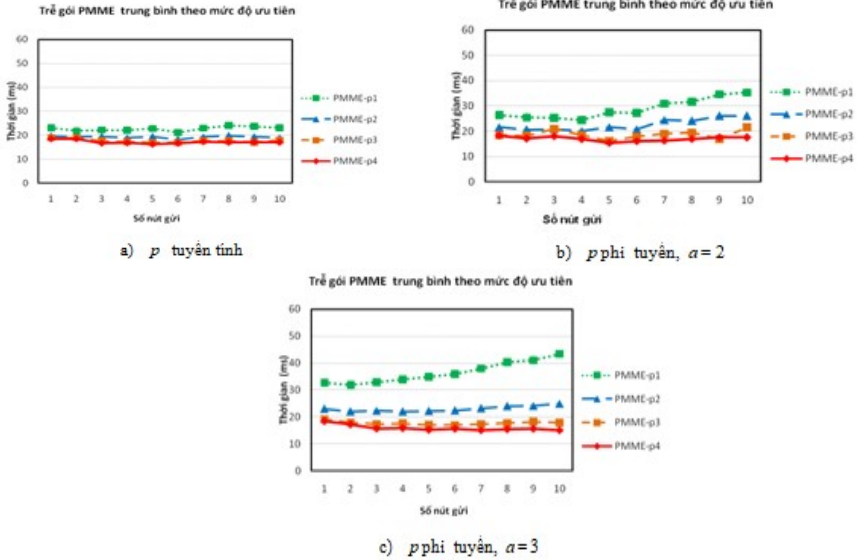 Trễ gói PMME trung bình theo mức độ ưu tiên
Thời gian (ms)
60
50
40
30
20
10
0
1 2 3 4 5 6 7 8 9 10
Số nút gửi
PMME-p1
PMME-p2
PMME-p3
PMME-p4
a) p tuyến tính
Trễ gói PMME trung bình theo mức độ ưu tiên
Thời gian (ms)
60
50
40
30
20
10
0
1 2 3 4 5 6 7 8 9 10
Số nút gửi
PMME-p1
PMME-p2
PMME-p3
PMME-p4
b) p phi tuyến, a = 2
Trễ gói PMME trung bình theo mức độ ưu tiên
Thời gian (ms)
60
50
40
30
20
10
0
1 2 3 4 5 6 7 8 9 10
Số nút gửi
PMME-p1
PMME-p2
PMME-p3
PMME-p4
c) p phi tuyến, a=3